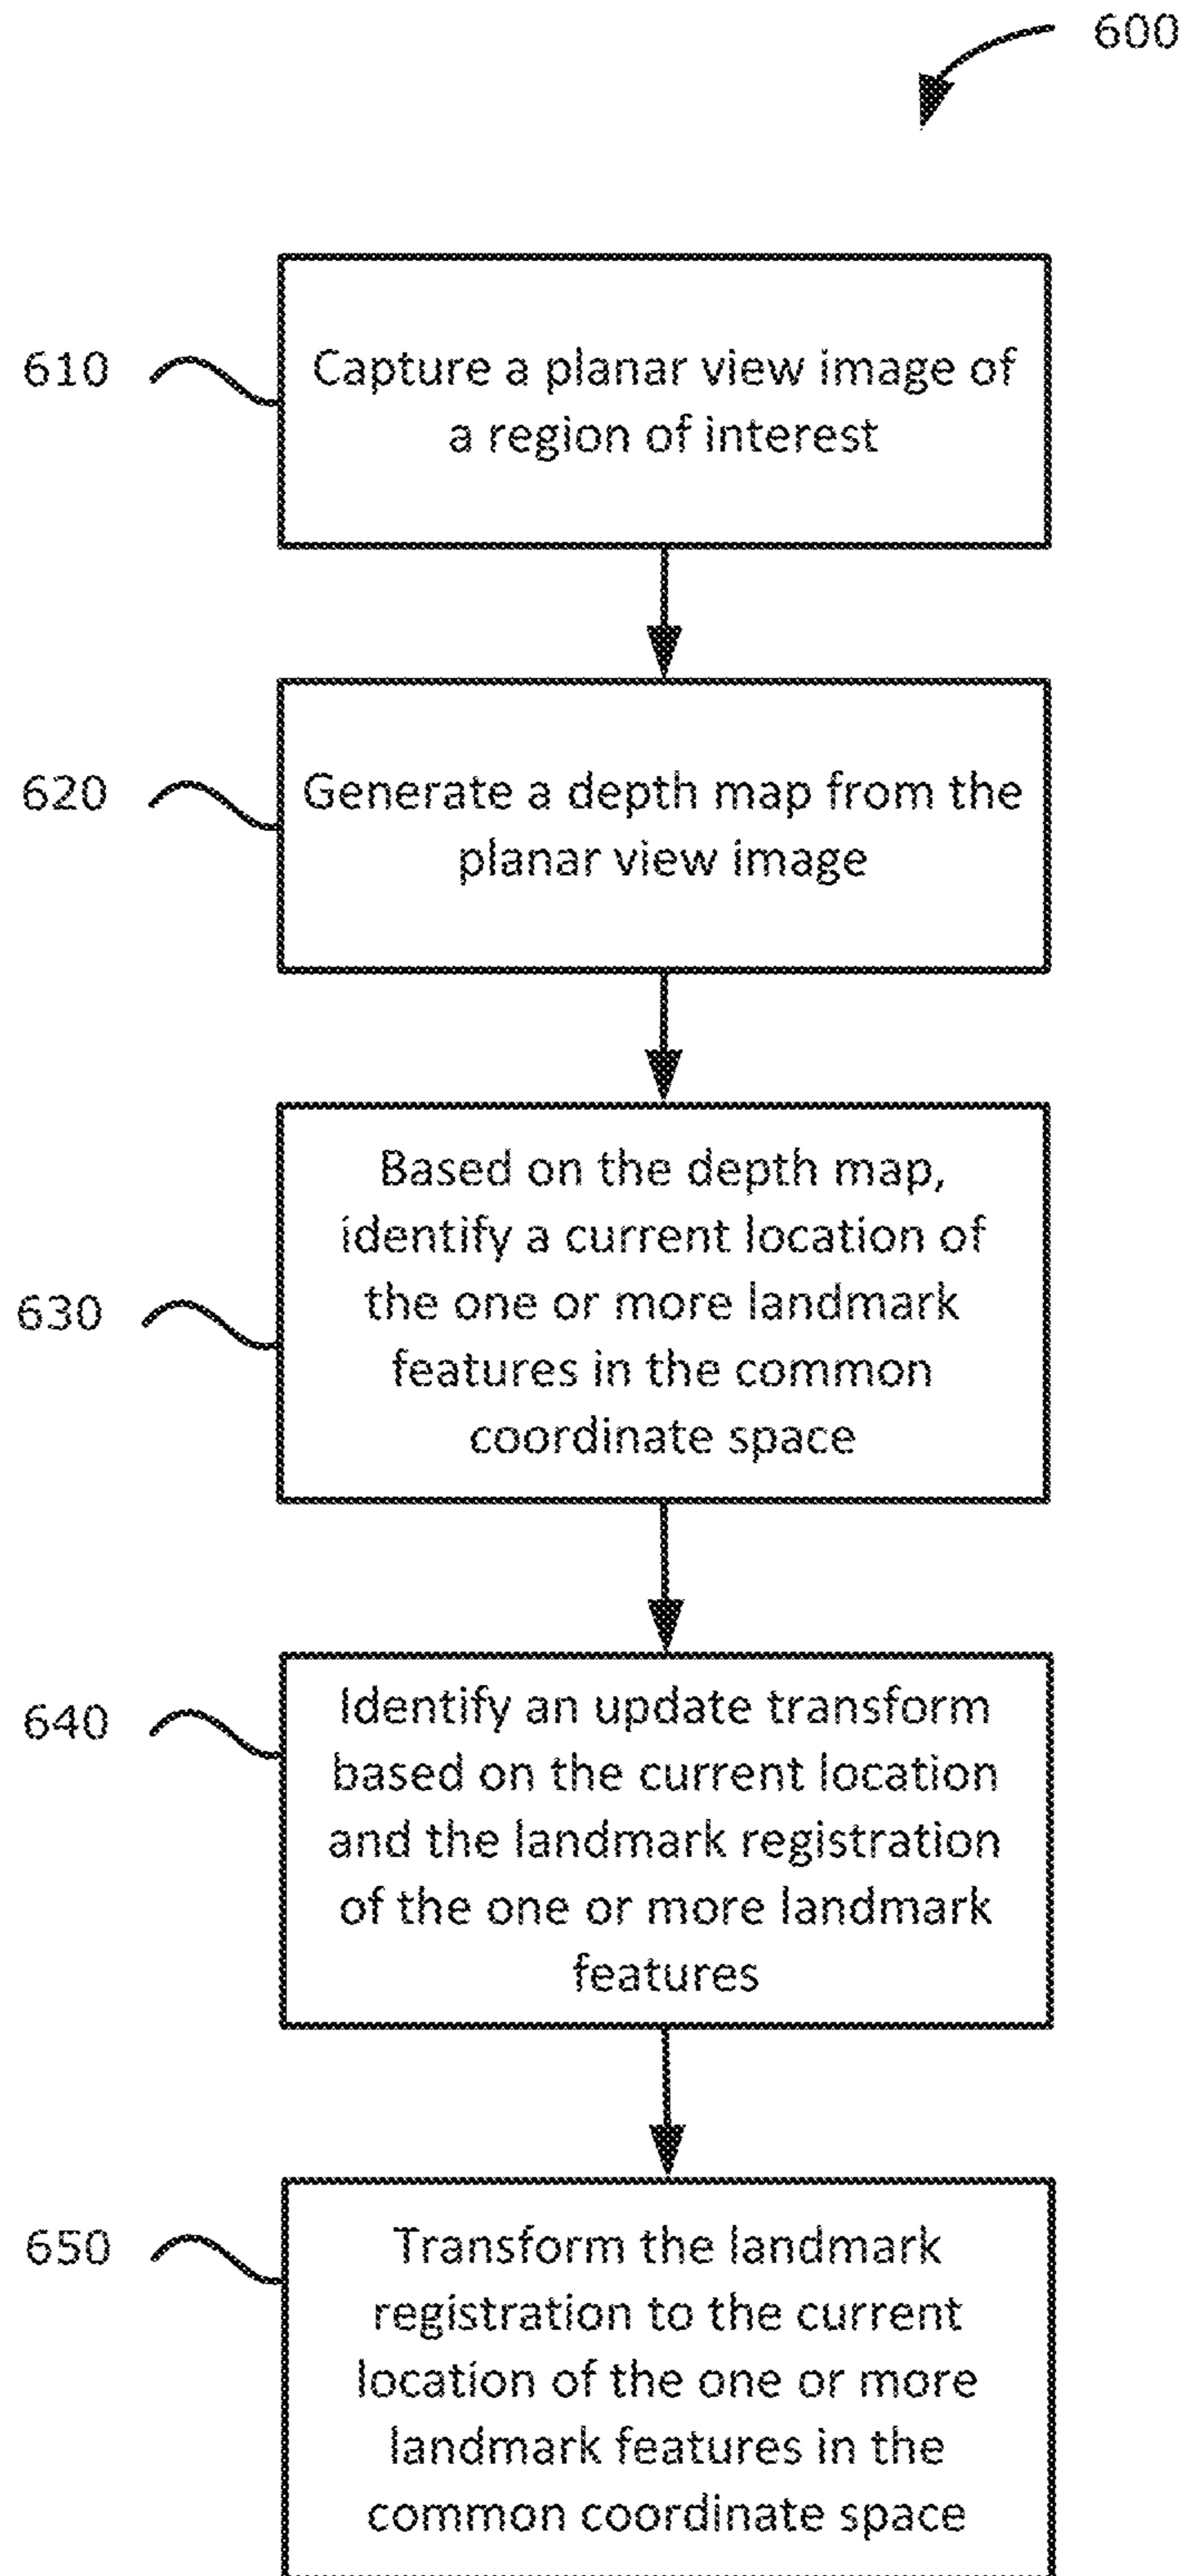 600
610
Capture a planar view image of
a region of interest
620
Generate a depth map from the
planar view image
630
Based on the depth map,
identify a current location of
the one or more landmark
features in the common
coordinate space
640
Identify an update transform
based on the current location
and the landmark registration
of the one or more landmark
features
650
Transform the landmark
registration to the current
location of the one or more
landmark features in the
common coordinate space